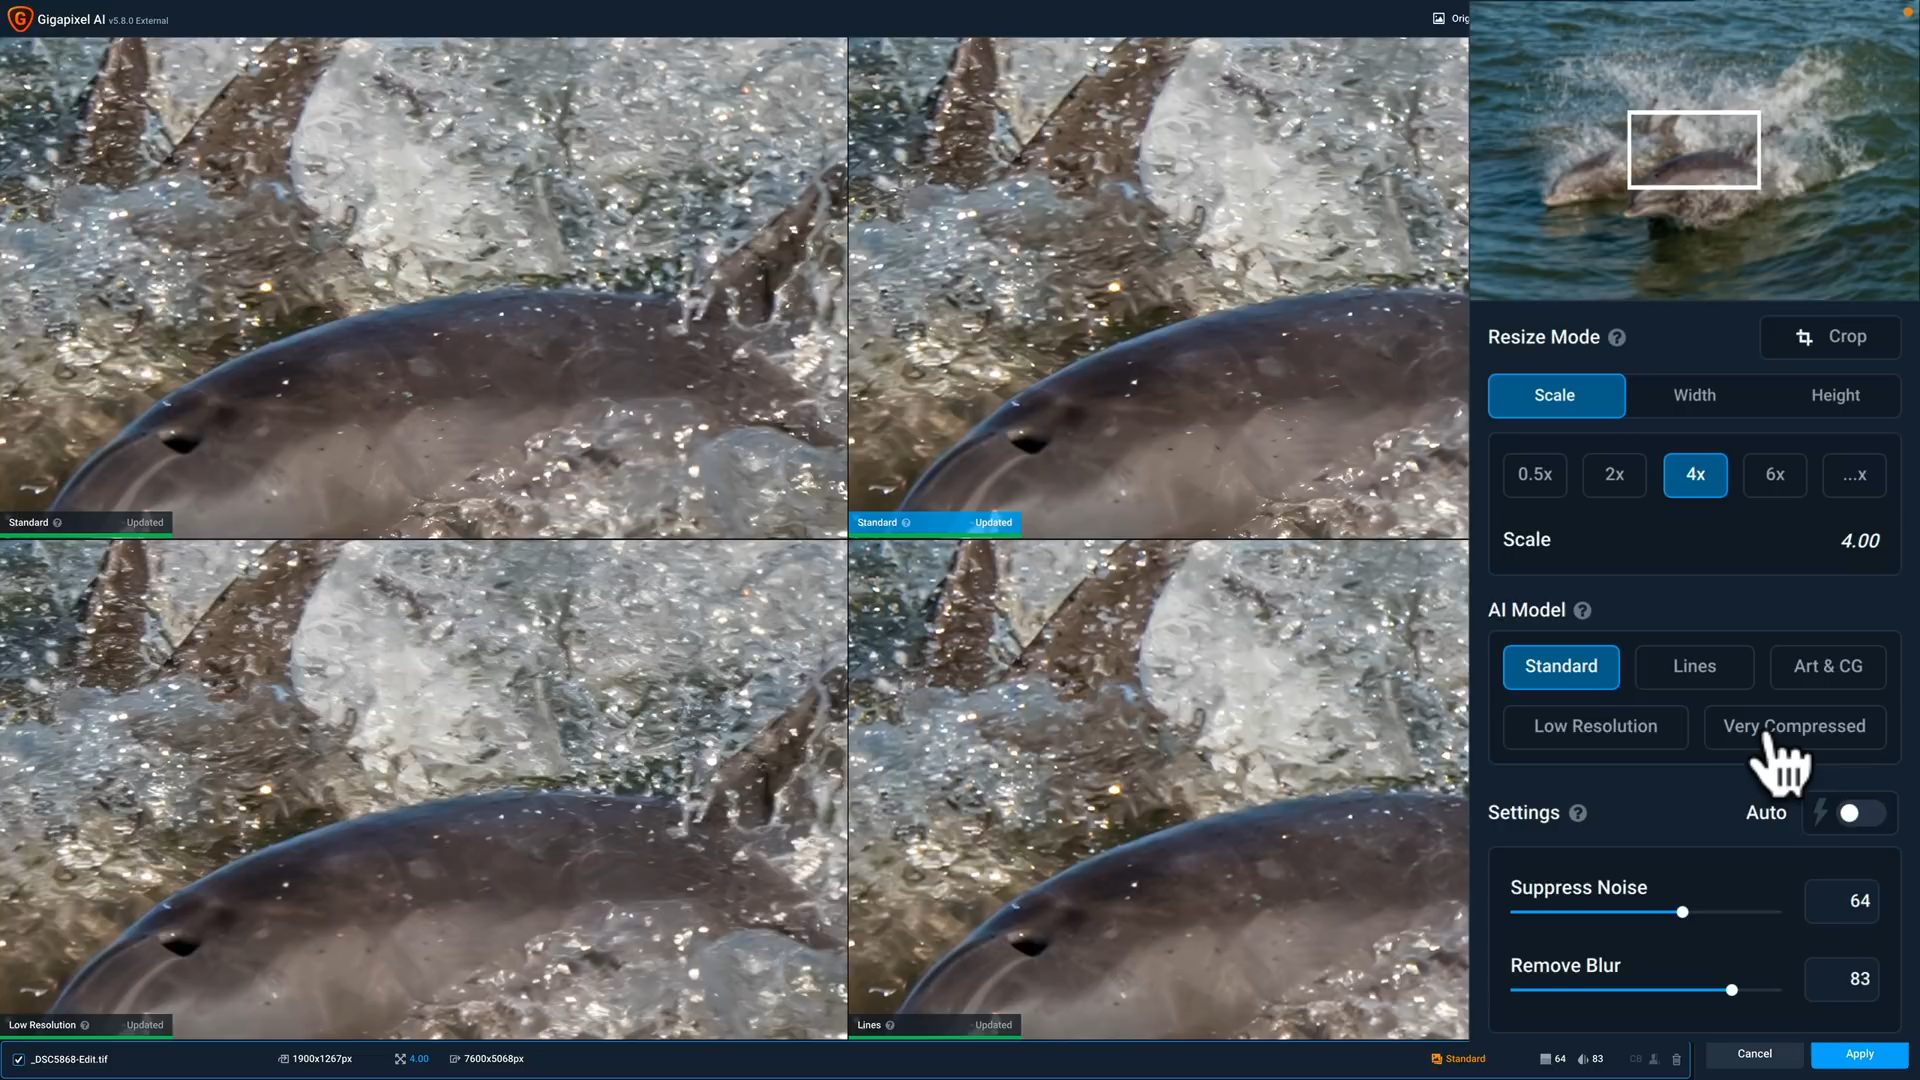 Gigapixel AI v5.8.0 External
Orig
Resize Mode
Crop
Scale Width Height
0.5x 2x 4x 6x ...x
Scale 4.00
AI Model
Standard Lines Art & CG
Low Resolution Very Compressed
Settings Auto
Suppress Noise 64
Remove Blur 83
Standard Updated
Standard Updated
Low Resolution Updated
Lines Updated
_DSC5868-Edit.tif 1900x1267px 4.00 7600x5068px Standard 64 83 CB
Cancel Apply